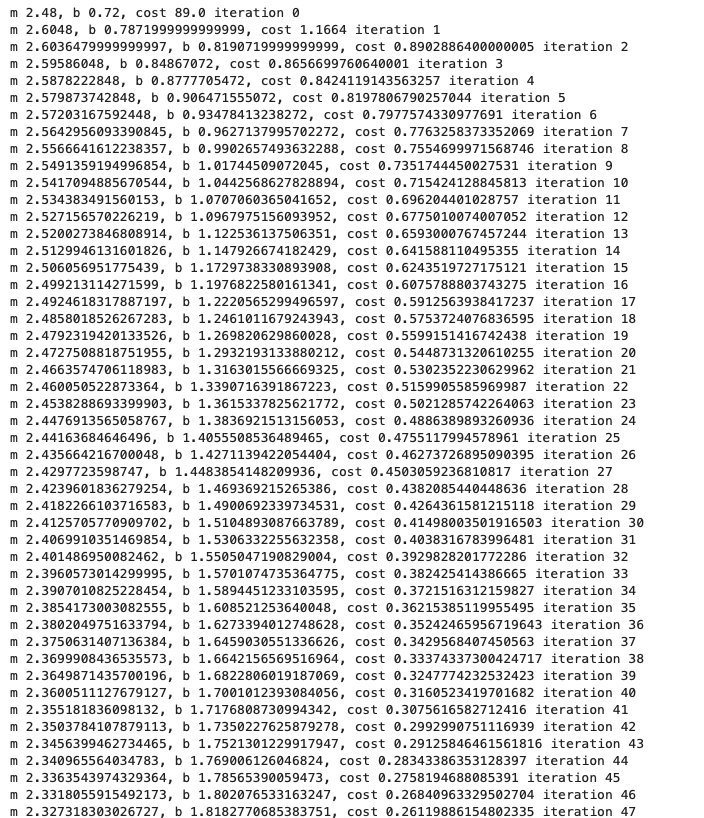 m 2.48, b 0.72, cost 89.0 iteration 0
m 2.6048, b 0.7871999999999999, cost 1.1664 iteration 1
m 2.6036479999999997, b 0.8190719999999999, cost 0.8902886400000005 iteration 2
m 2.59586048, b 0.84867072, cost 0.8656699760640001 iteration 3
m 2.5878222848, b 0.8777705472, cost 0.8424119143563257 iteration 4
m 2.579873742848, b 0.906471555072, cost 0.8197806790257044 iteration 5
m 2.57203167592448, b 0.93478413238272, cost 0.7977574330977691 iteration 6
m 2.5642956093390845, b 0.9627137995702272, cost 0.7763258373352069 iteration 7
m 2.5566641612238357, b 0.9902657493632288, cost 0.7554699971568746 iteration 8
m 2.5491359194996854, b 1.01744509072045, cost 0.7351744450027531 iteration 9
m 2.5417094885670544, b 1.0442568627828894, cost 0.715424128845813 iteration 10
m 2.534383491560153, b 1.0707060365041652, cost 0.696204401028757 iteration 11
m 2.527156570226219, b 1.0967975156093952, cost 0.6775010074007052 iteration 12
m 2.5200273846808914, b 1.122536137506351, cost 0.6593000767457244 iteration 13
m 2.5129946131601826, b 1.147926674182429, cost 0.641588110495355 iteration 14
m 2.506056951775439, b 1.1729738330893908, cost 0.6243519727175121 iteration 15
m 2.499213114271599, b 1.1976822580161341, cost 0.6075788803743275 iteration 16
m 2.4924618317887197, b 1.2220565299496597, cost 0.5912563938417237 iteration 17
m 2.4858018526267283, b 1.2461011679243943, cost 0.5753724076836595 iteration 18
m 2.4792319420133526, b 1.269820629860028, cost 0.5599151416742438 iteration 19
m 2.4727508818751955, b 1.2932193133880212, cost 0.5448731320610255 iteration 20
m 2.4663574706118983, b 1.3163015566669325, cost 0.5302352230629962 iteration 21
m 2.460050522873364, b 1.3390716391867223, cost 0.5159905585969987 iteration 22
m 2.4538288693399903, b 1.3615337825621772, cost 0.5021285742264063 iteration 23
m 2.4476913565058767, b 1.3836921513156053, cost 0.4886389893260936 iteration 24
m 2.44163684646496, b 1.4055508536489465, cost 0.4755117994578961 iteration 25
m 2.435664216700048, b 1.4271139422054404, cost 0.46273726895090395 iteration 26
m 2.4297723598747, b 1.4483854148209936, cost 0.4503059236810817 iteration 27
m 2.4239601836279254, b 1.469369215265386, cost 0.4382085440448636 iteration 28
m 2.4182266103716583, b 1.4900692339734531, cost 0.4264361581215118 iteration 29
m 2.4125705770909702, b 1.5104893087663789, cost 0.41498003501916503 iteration 30
m 2.4069910351469854, b 1.5306332255632358, cost 0.4038316783996481 iteration 31
m 2.401486950082462, b 1.5505047190829004, cost 0.3929828201772286 iteration 32
m 2.3960573014299995, b 1.5701074735364775, cost 0.382425414386665 iteration 33
m 2.3907010825228454, b 1.5894451233103595, cost 0.3721516312159827 iteration 34
m 2.3854173003082555, b 1.608521253640048, cost 0.36215385119955495 iteration 35
m 2.3802049751633794, b 1.6273394012748628, cost 0.35242465956719643 iteration 36
m 2.3750631407136384, b 1.6459030551336626, cost 0.3429568407450563 iteration 37
m 2.3699908436535573, b 1.6642156569516964, cost 0.33374337300424717 iteration 38
m 2.3649871435700196, b 1.6822806019187069, cost 0.3247774232532423 iteration 39
m 2.3600511127679127, b 1.7001012393084056, cost 0.3160523419701682 iteration 40
m 2.355181836098132, b 1.7176808730994342, cost 0.3075616582712416 iteration 41
m 2.3503784107879113, b 1.7350227625879278, cost 0.2992990751116939 iteration 42
m 2.3456399462734465, b 1.7521301229917947, cost 0.29125846461561816 iteration 43
m 2.340965564034783, b 1.769006126046824, cost 0.28343386353128397 iteration 44
m 2.3363543974329364, b 1.78565390059473, cost 0.2758194688085391 iteration 45
m 2.3318055915492173, b 1.802076533163247, cost 0.26840963329502704 iteration 46
m 2.327318303026727, b 1.8182770685383751, cost 0.26119886154802335 iteration 47